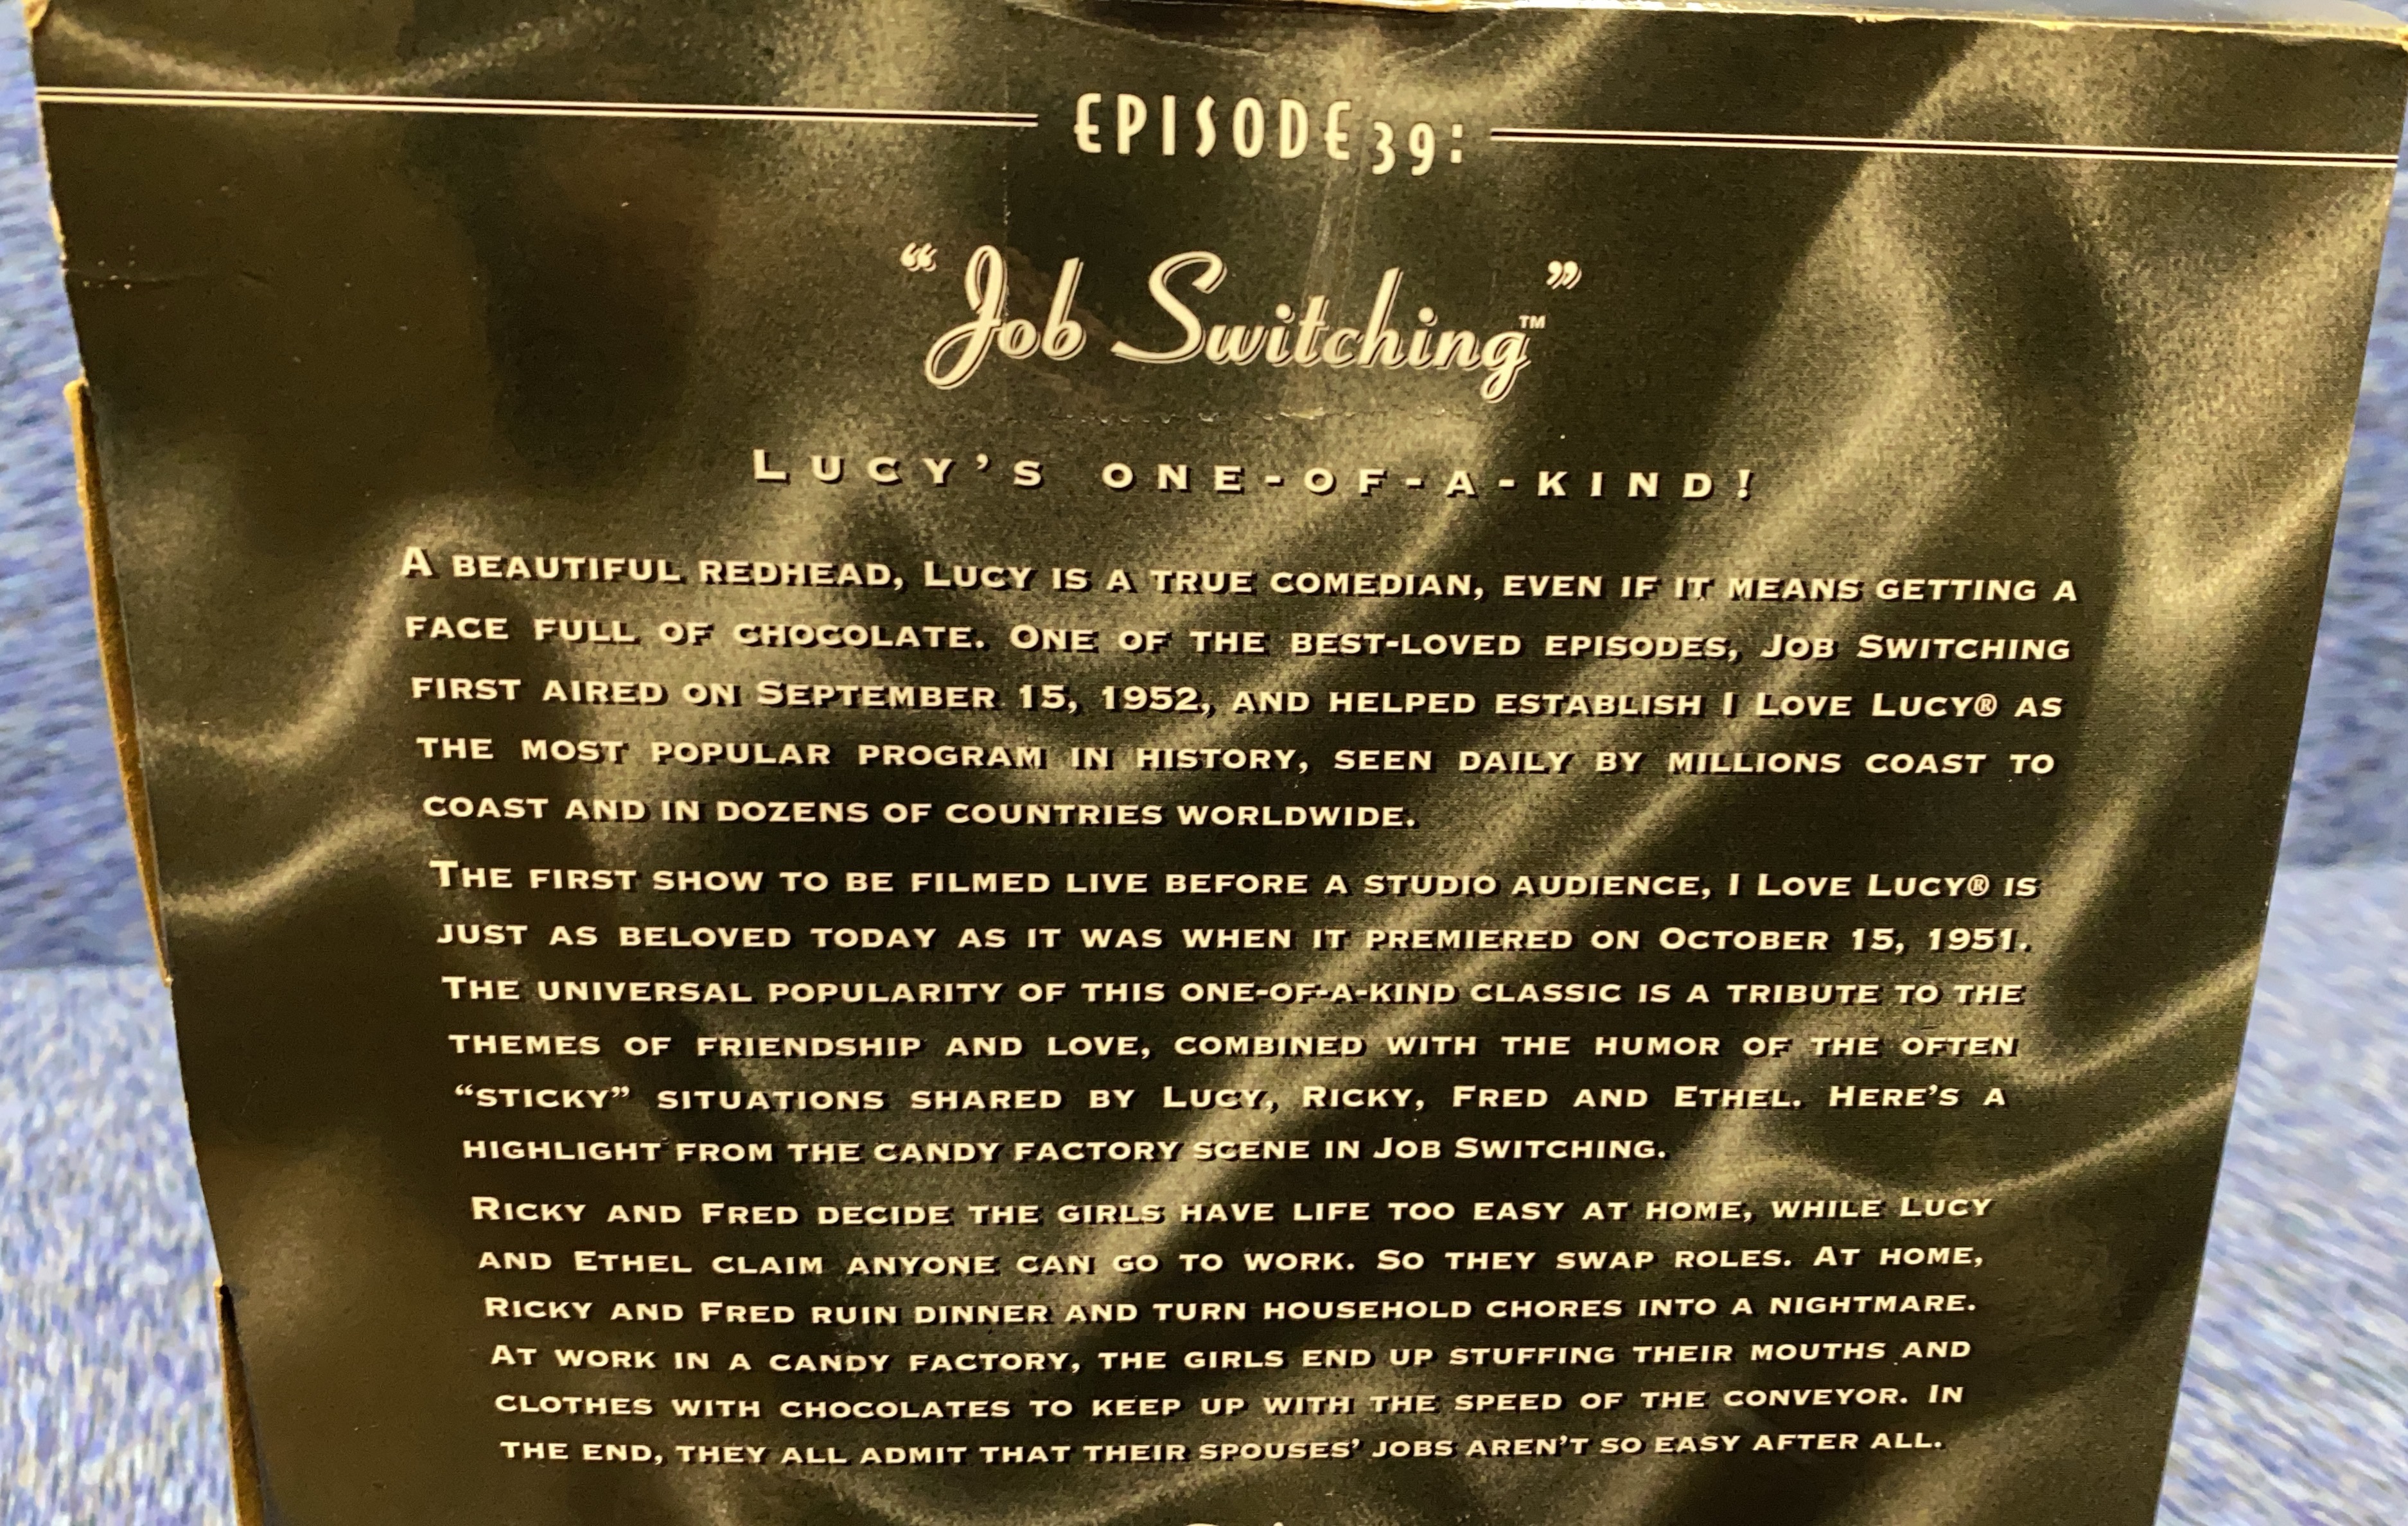 EPISODE 39:
“Job Switching™”
LUCY’S ONE-OF-A-KIND!
A BEAUTIFUL REDHEAD, LUCY IS A TRUE COMEDIAN, EVEN IF IT MEANS GETTING A
FACE FULL OF CHOCOLATE. ONE OF THE BEST-LOVED EPISODES, JOB SWITCHING
FIRST AIRED ON SEPTEMBER 15, 1952, AND HELPED ESTABLISH I LOVE LUCY® AS
THE MOST POPULAR PROGRAM IN HISTORY, SEEN DAILY BY MILLIONS COAST TO
COAST AND IN DOZENS OF COUNTRIES WORLDWIDE.
THE FIRST SHOW TO BE FILMED LIVE BEFORE A STUDIO AUDIENCE, I LOVE LUCY® IS
JUST AS BELOVED TODAY AS IT WAS WHEN IT PREMIERED ON OCTOBER 15, 1951.
THE UNIVERSAL POPULARITY OF THIS ONE-OF-A-KIND CLASSIC IS A TRIBUTE TO THE
THEMES OF FRIENDSHIP AND LOVE, COMBINED WITH THE HUMOR OF THE OFTEN
“STICKY” SITUATIONS SHARED BY LUCY, RICKY, FRED AND ETHEL. HERE’S A
HIGHLIGHT FROM THE CANDY FACTORY SCENE IN JOB SWITCHING.
RICKY AND FRED DECIDE THE GIRLS HAVE LIFE TOO EASY AT HOME, WHILE LUCY
AND ETHEL CLAIM ANYONE CAN GO TO WORK. SO THEY SWAP ROLES. AT HOME,
RICKY AND FRED RUIN DINNER AND TURN HOUSEHOLD CHORES INTO A NIGHTMARE.
AT WORK IN A CANDY FACTORY, THE GIRLS END UP STUFFING THEIR MOUTHS AND
CLOTHES WITH CHOCOLATES TO KEEP UP WITH THE SPEED OF THE CONVEYOR. IN
THE END, THEY ALL ADMIT THAT THEIR SPOUSES’ JOBS AREN’T SO EASY AFTER ALL.